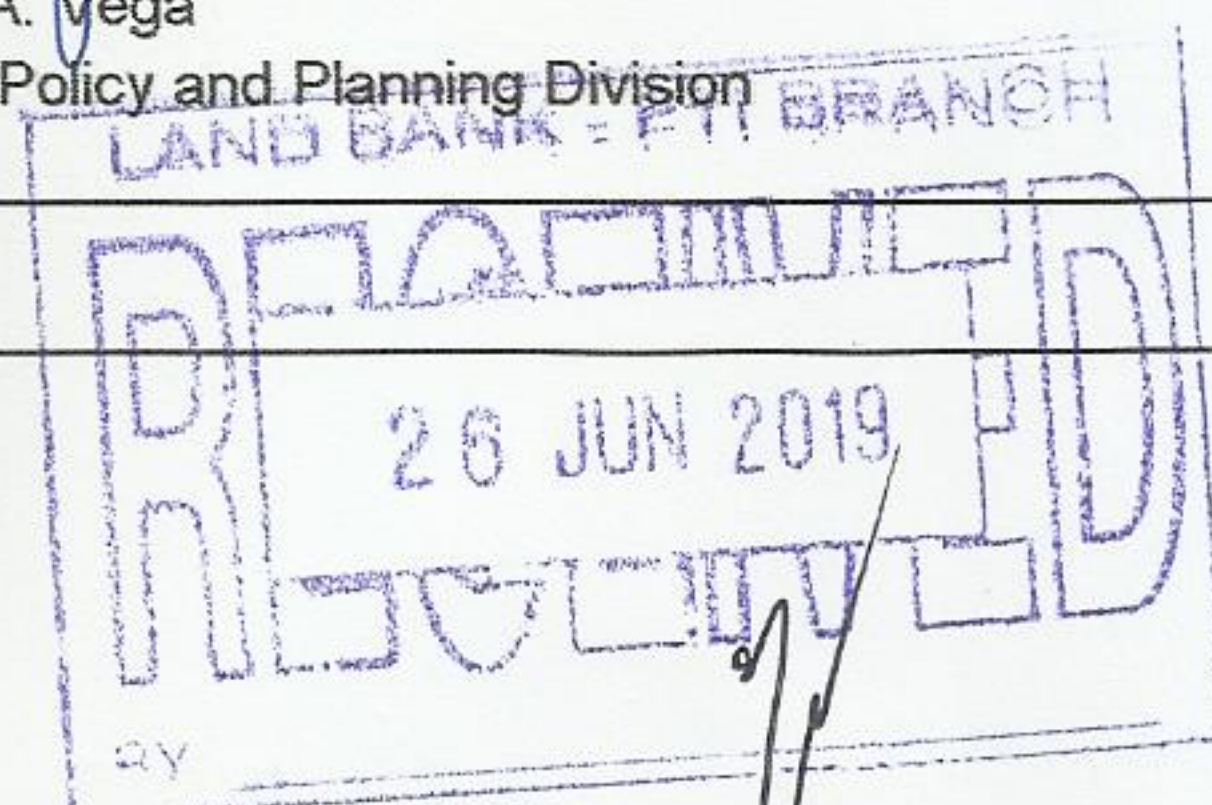 A. Vega
Policy and Planning Division
LAND BANK - FTI BRANCH
RECEIVED
26 JUN 2019
BY